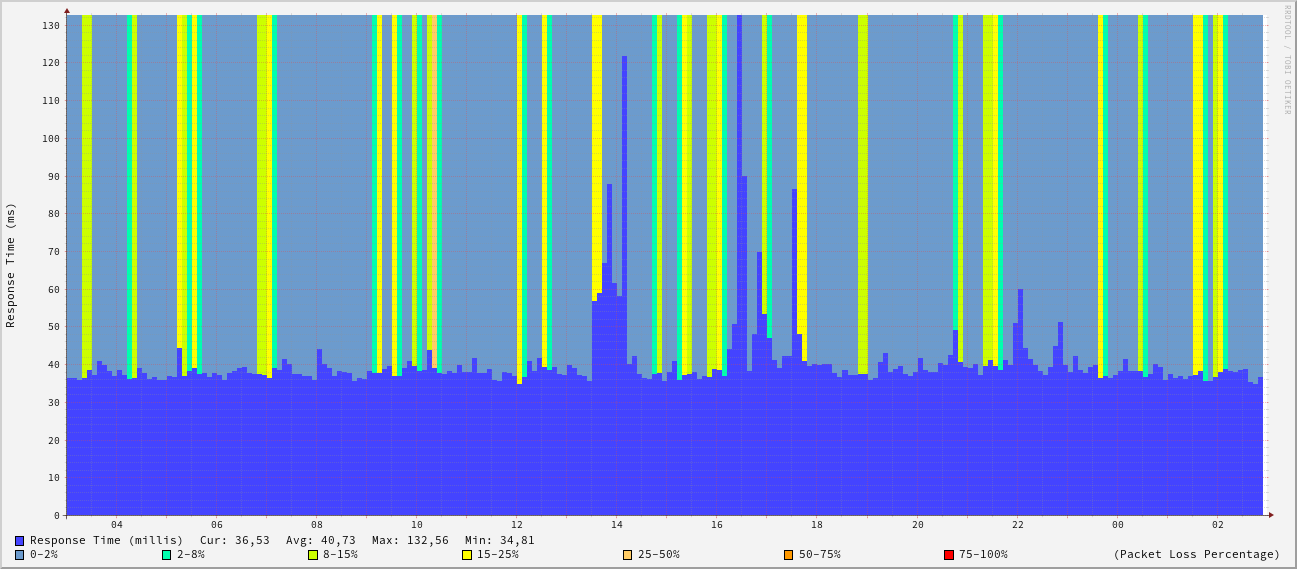 RRDTOOL / TOBI OETIKER
Response Time (ms)
130
120
110
100
90
80
70
60
50
40
30
20
10
0
04 06 08 10 12 14 16 18 20 22 00 02
Response Time (millis) Cur: 36,53 Avg: 40,73 Max: 132,56 Min: 34,81
0-2% 2-8% 8-15% 15-25% 25-50% 50-75% 75-100% (Packet Loss Percentage)